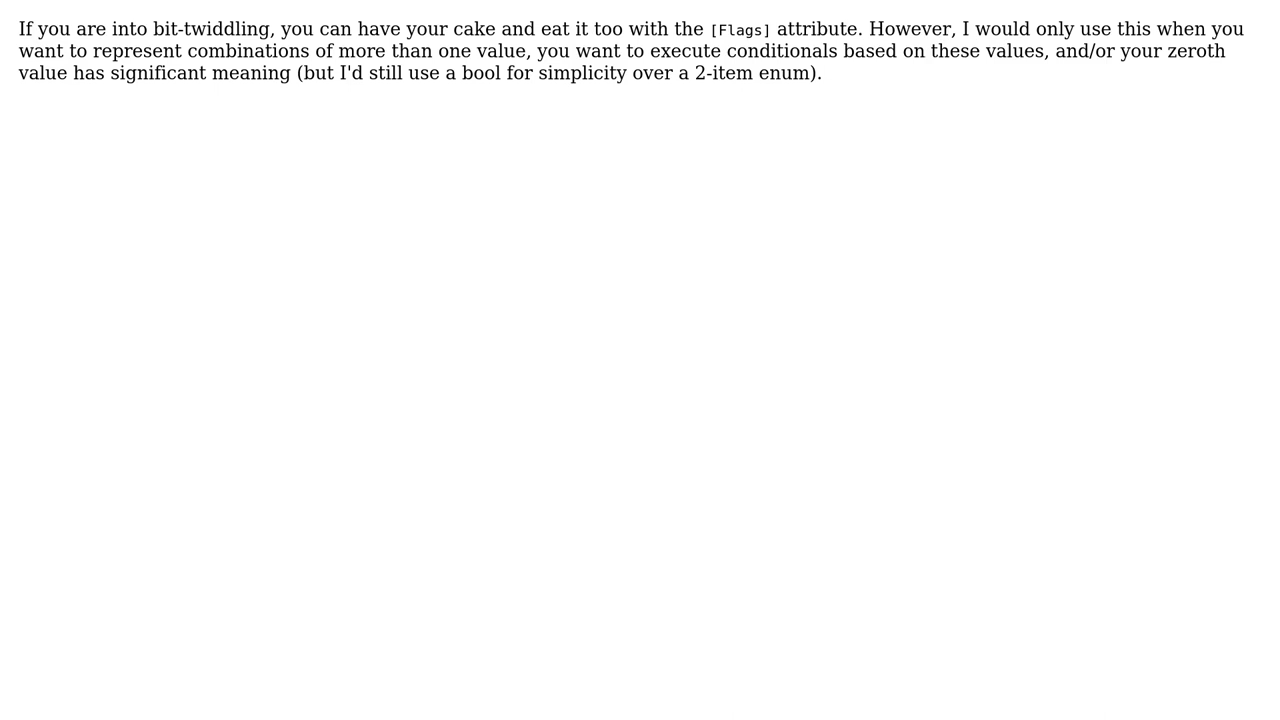 If you are into bit-twiddling, you can have your cake and eat it too with the [Flags] attribute. However, I would only use this when you
want to represent combinations of more than one value, you want to execute conditionals based on these values, and/or your zeroth
value has significant meaning (but I'd still use a bool for simplicity over a 2-item enum).